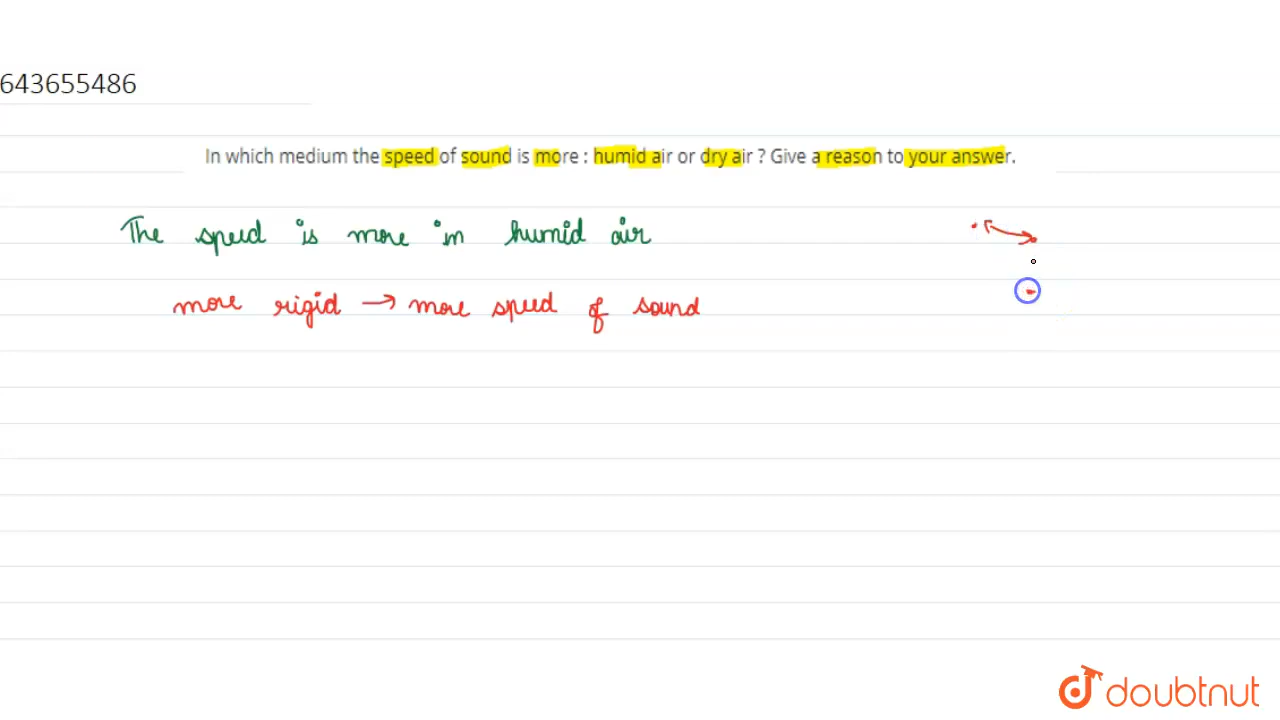 643655486
In which medium the speed of sound is more : humid air or dry air ? Give a reason to your answer.
The speed is more in humid air
more rigid → more speed of sound
doubtnut